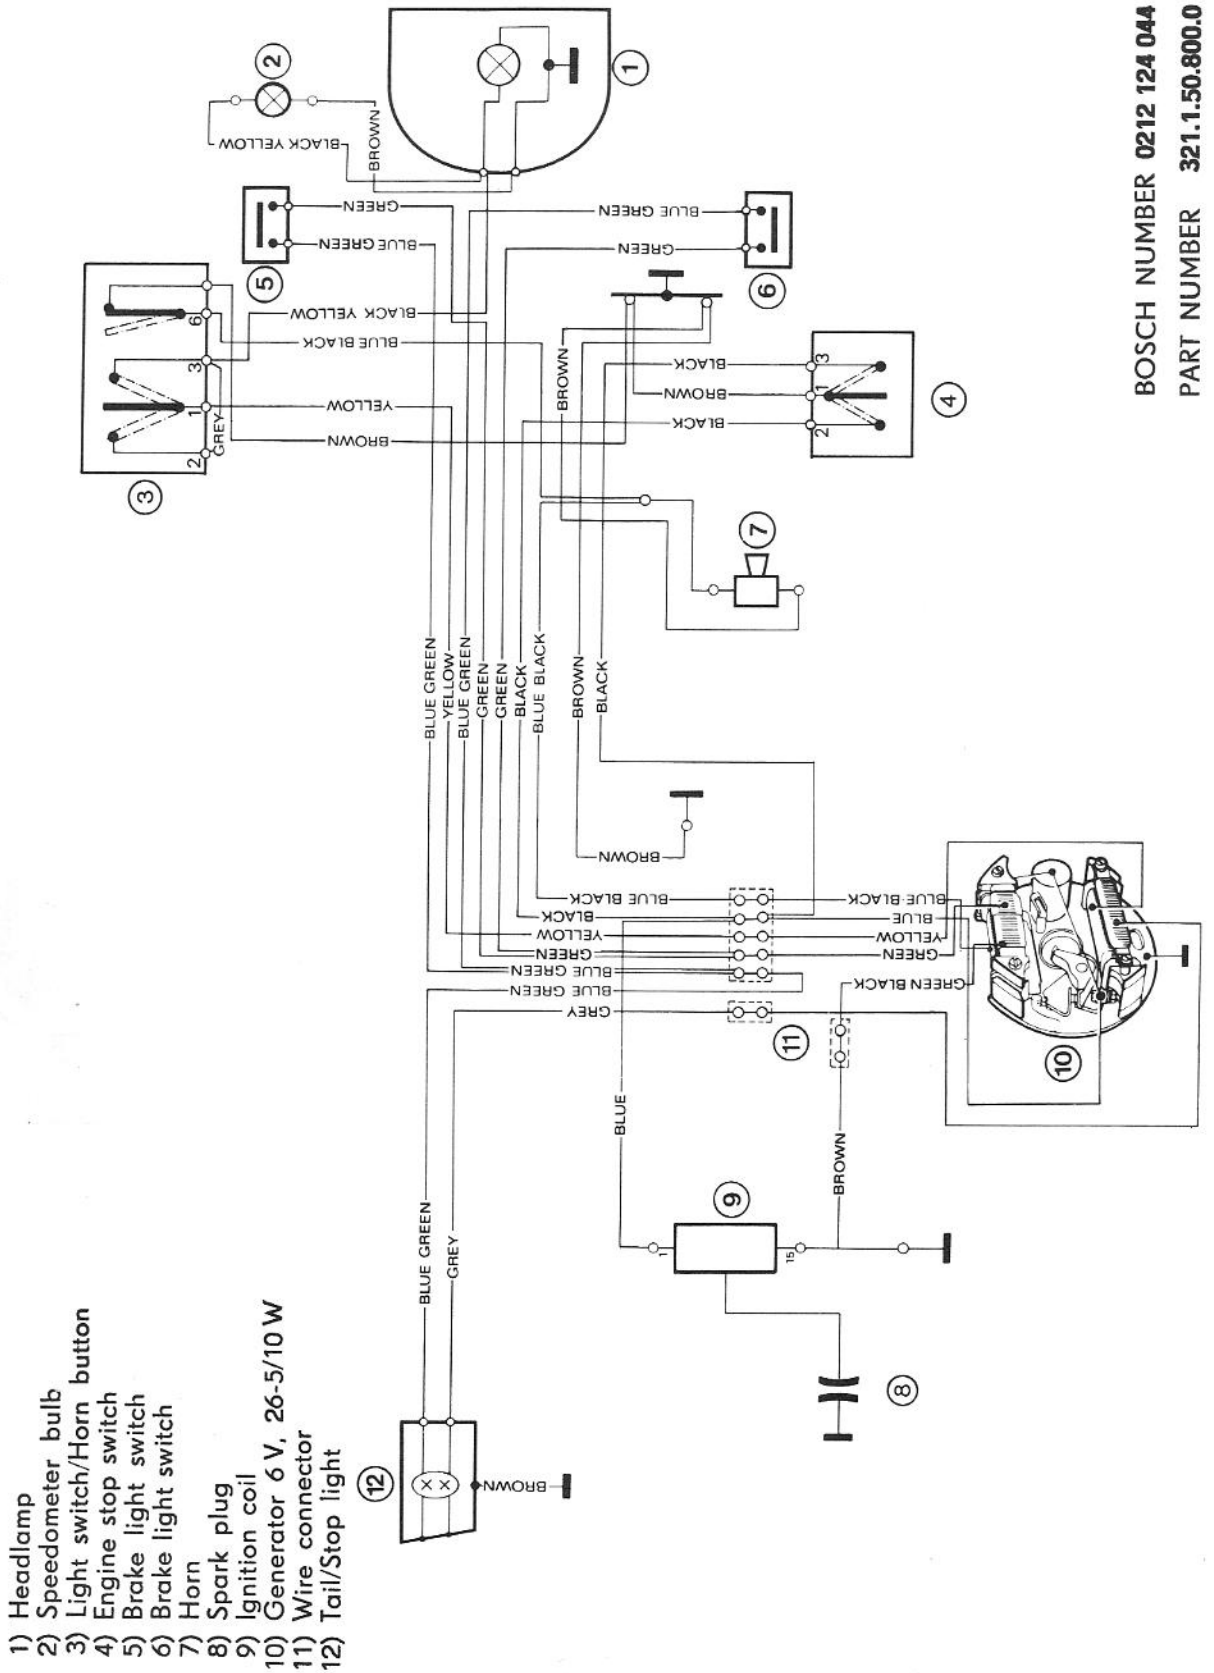 BOSCH NUMBER 0212 124 044
PART NUMBER 321.1.50.800.0
1) Headlamp
2) Speedometer bulb
3) Light switch/Horn button
4) Engine stop switch
5) Brake light switch
6) Brake light switch
7) Horn
8) Spark plug
9) Ignition coil
10) Generator 6 V, 26-5/10 W
11) Wire connector
12) Tail/Stop light
1
2
BLACK YELLOW
BROWN
5
GREEN
BLUE GREEN
3
6
3
1
2
GREY
BLACK YELLOW
BLUE BLACK
YELLOW
BROWN
6
BLUE GREEN
GREEN
4
3
1
2
BLACK
BROWN
BLACK
BROWN
7
BLUE GREEN
YELLOW
BLUE GREEN
GREEN
GREEN
BLACK
BLUE BLACK
BROWN
BLACK
BROWN
BLUE BLACK
BLACK
YELLOW
GREEN
BLUE GREEN
BLUE GREEN
GREY
11
BLUE BLACK
BLUE
YELLOW
GREEN
GREEN BLACK
10
BLUE
BROWN
9
1
15
8
BLUE GREEN
GREY
12
BROWN